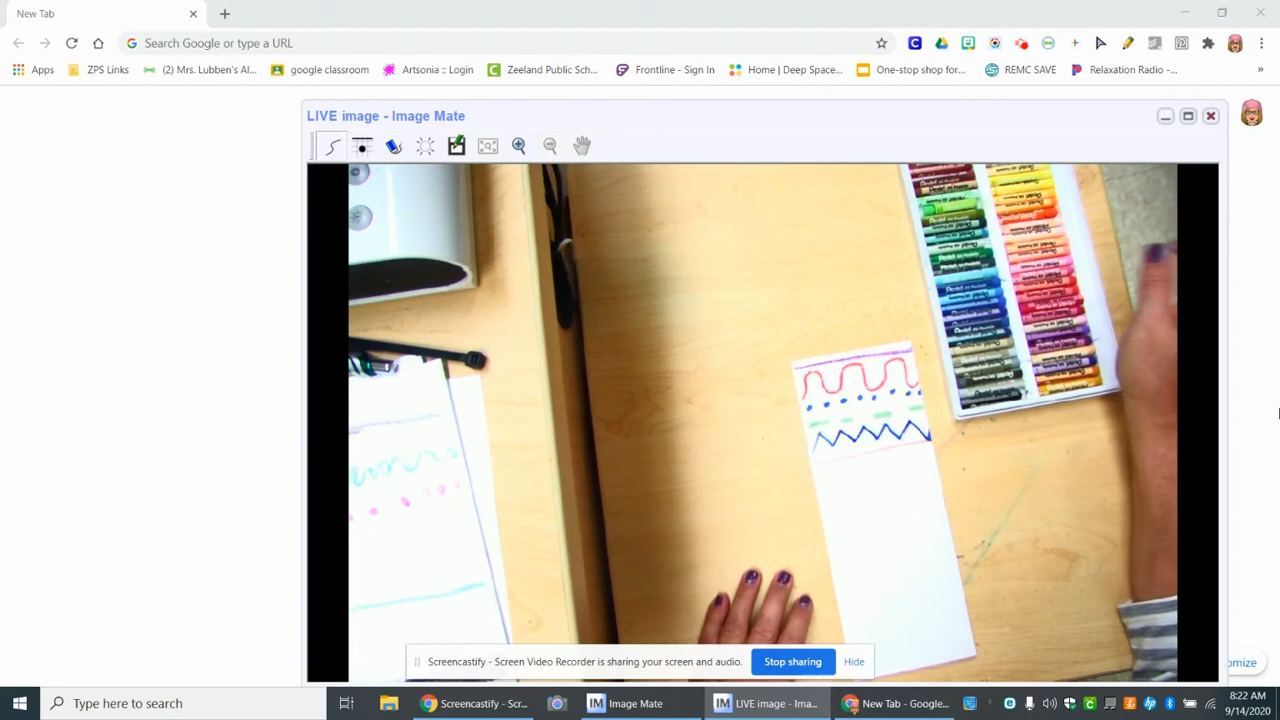 New Tab
Search Google or type a URL
Apps
ZPS Links
(2) Mrs. Lubben's Al...
google classroom
Artsonia :: Login
Zeeland Public Sch...
Frontline - Sign In
Home | Deep Space...
One-stop shop for...
REMC SAVE
Relaxation Radio -...
»
LIVE image - Image Mate
Screencastify - Screen Video Recorder is sharing your screen and audio.
Stop sharing
Hide
omize
Type here to search
Screencastify - Scr...
Image Mate
LIVE image - Ima...
New Tab - Google...
8:22 AM
9/14/2020